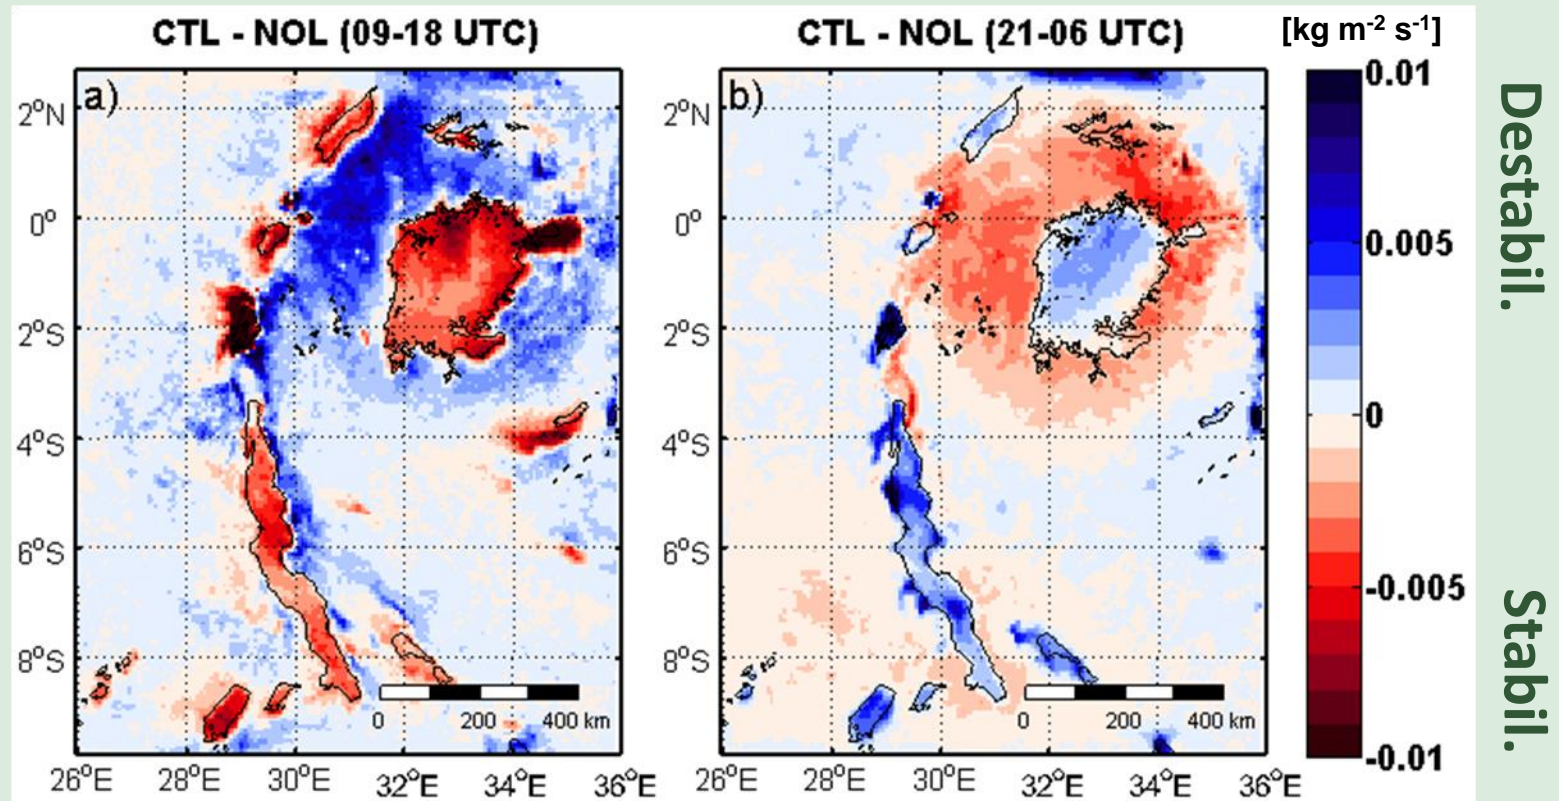 CTL - NOL (09-18 UTC)
CTL - NOL (21-06 UTC)
[kg m⁻² s⁻¹]
a)
2°N
0°
2°S
4°S
6°S
8°S
26°E 28°E 30°E 32°E 34°E 36°E
0 200 400 km
b)
2°N
0°
2°S
4°S
6°S
8°S
26°E 28°E 30°E 32°E 34°E 36°E
0 200 400 km
0.01
0.005
0
-0.005
-0.01
Destabil.
Stabil.